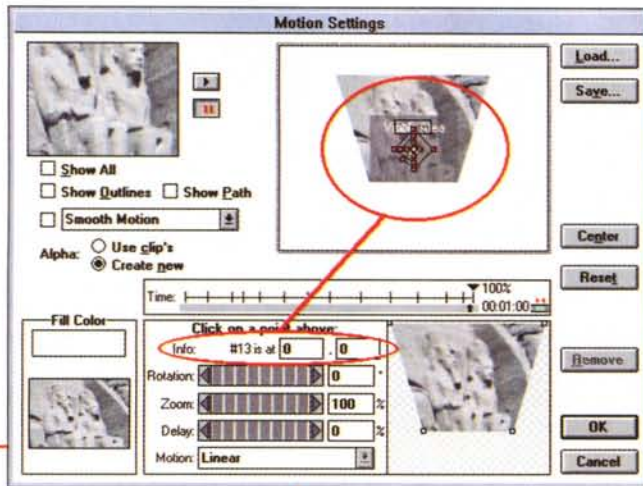 Motion Settings
Load...
Save...
Show All
Show Outlines Show Path
Smooth Motion
Alpha: Use clip's
Create new
Center
Reset
Time: 100%
00:01:00
Fill Color
Click on a point above:
Info: #13 is at 0 , 0
Rotation: 0 °
Zoom: 100 %
Delay: 0 %
Motion: Linear
Remove
OK
Cancel